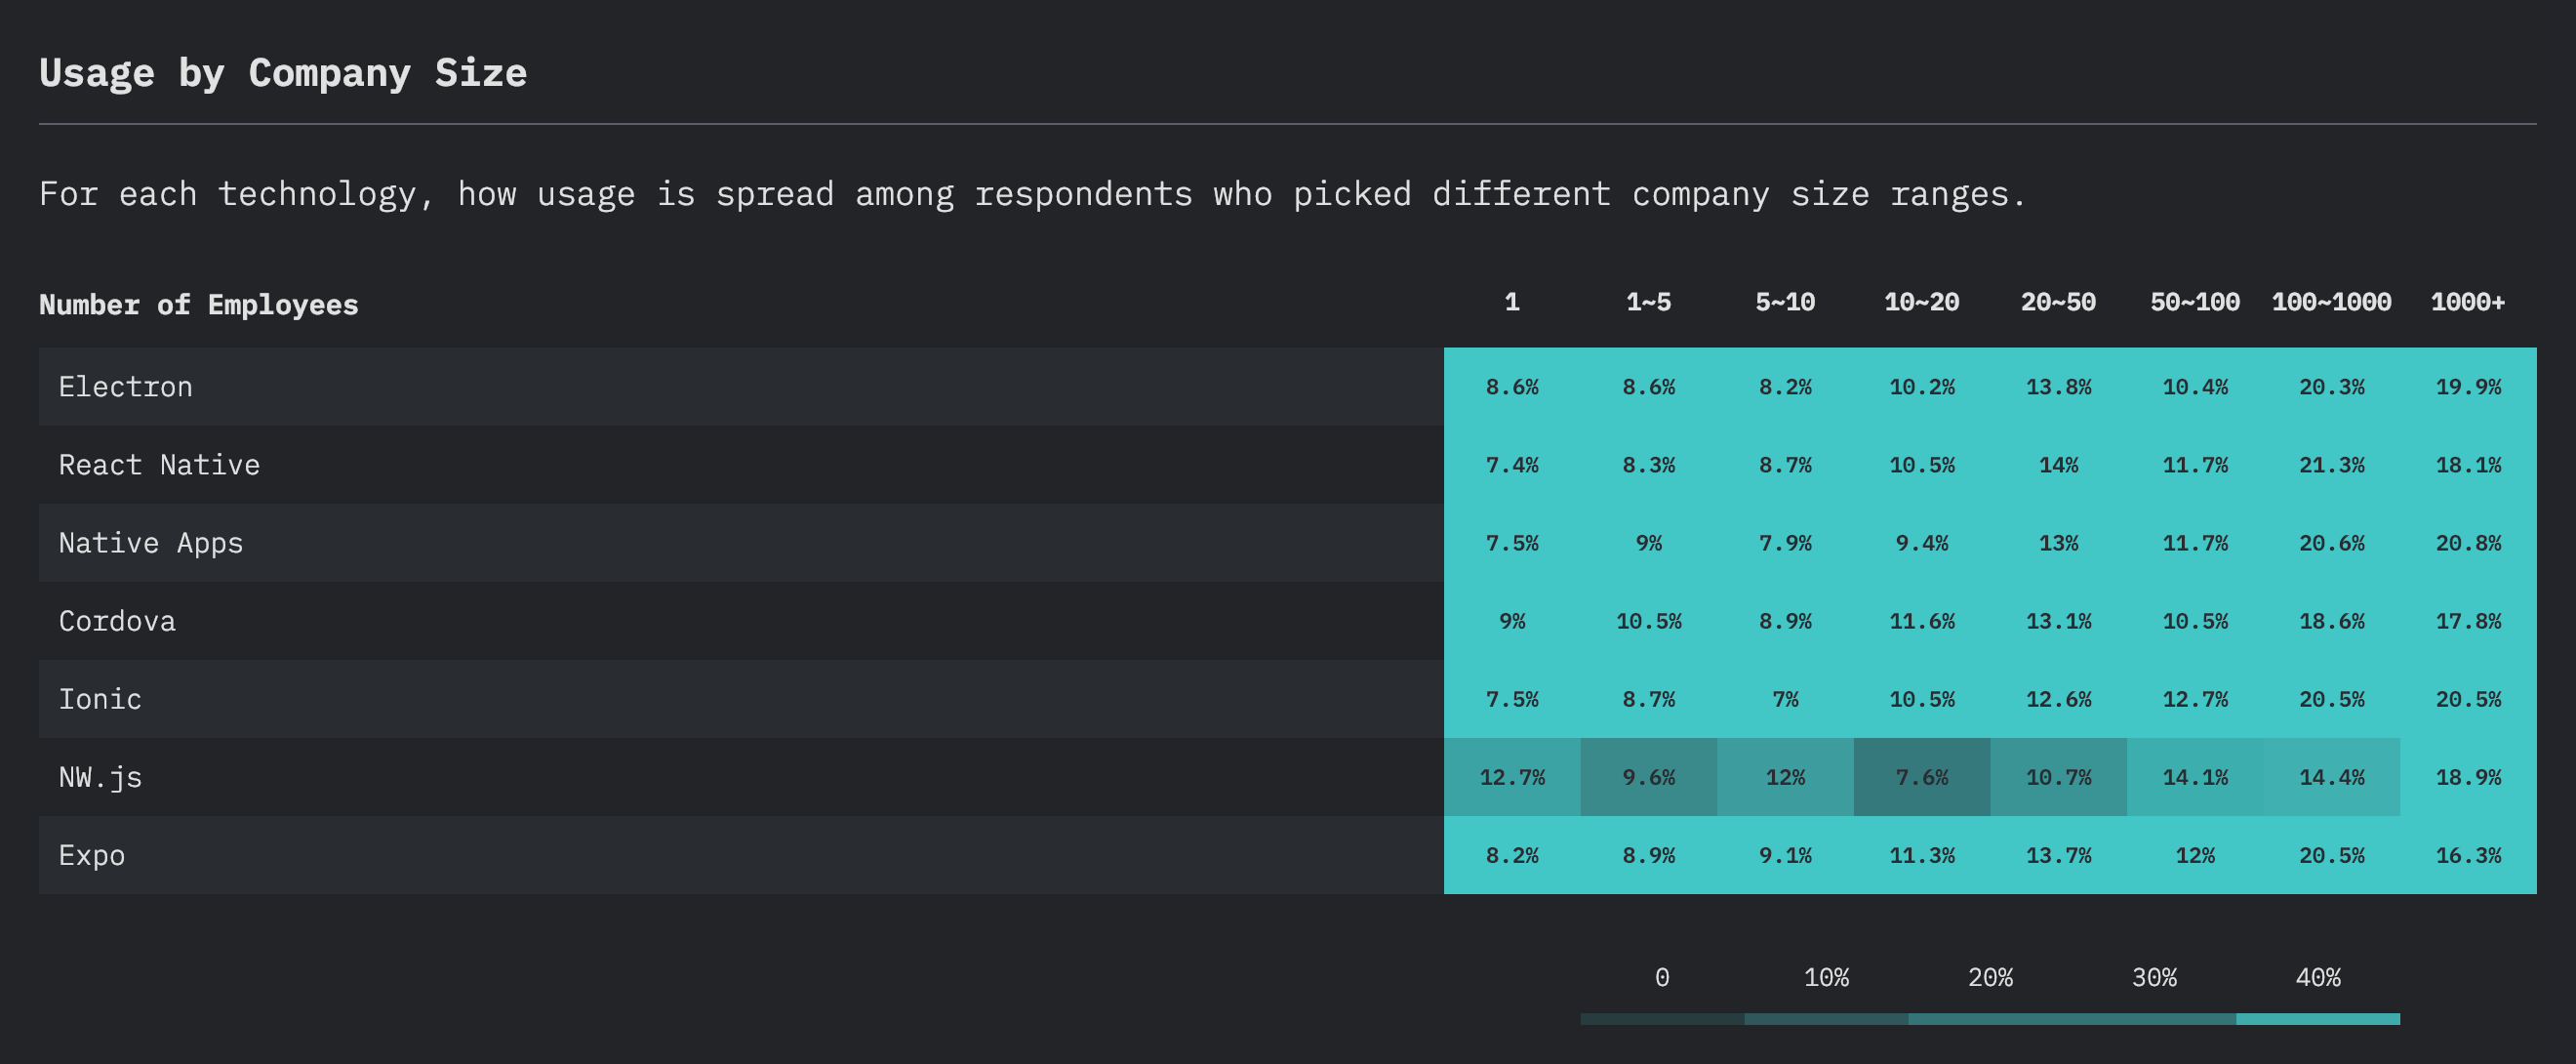 Usage by Company Size
For each technology, how usage is spread among respondents who picked different company size ranges.
Number of Employees 1 1~5 5~10 10~20 20~50 50~100 100~1000 1000+
Electron 8.6% 8.6% 8.2% 10.2% 13.8% 10.4% 20.3% 19.9%
React Native 7.4% 8.3% 8.7% 10.5% 14% 11.7% 21.3% 18.1%
Native Apps 7.5% 9% 7.9% 9.4% 13% 11.7% 20.6% 20.8%
Cordova 9% 10.5% 8.9% 11.6% 13.1% 10.5% 18.6% 17.8%
Ionic 7.5% 8.7% 7% 10.5% 12.6% 12.7% 20.5% 20.5%
NW.js 12.7% 9.6% 12% 7.6% 10.7% 14.1% 14.4% 18.9%
Expo 8.2% 8.9% 9.1% 11.3% 13.7% 12% 20.5% 16.3%
0 10% 20% 30% 40%